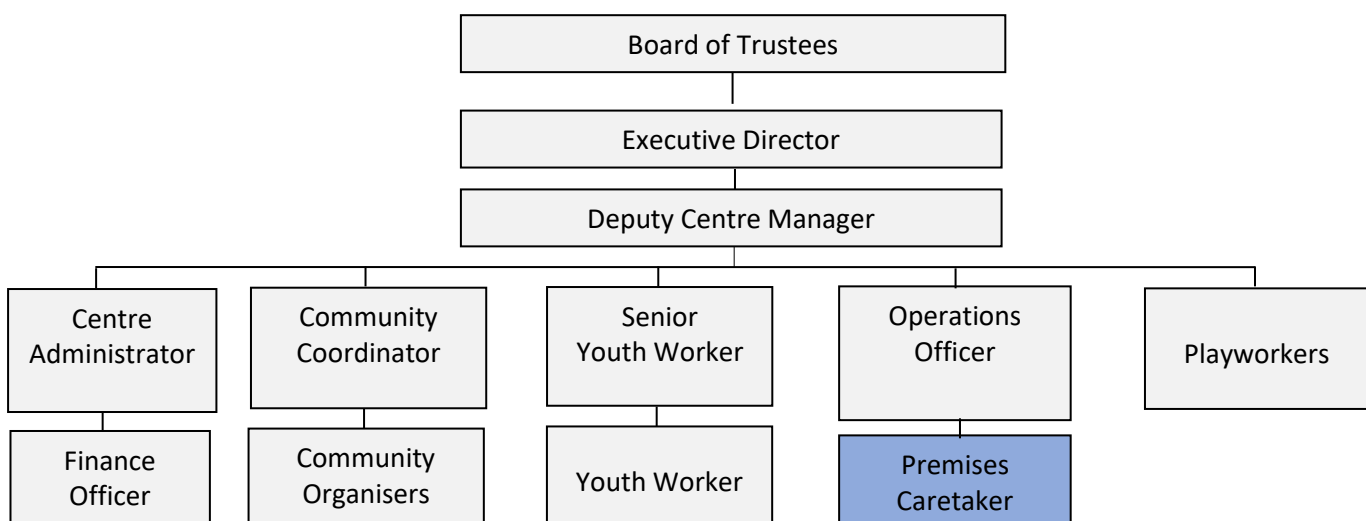 Board of Trustees
Executive Director
Deputy Centre Manager
Centre
Administrator
Community
Coordinator
Senior
Youth Worker
Operations
Officer
Playworkers
Finance
Officer
Community
Organisers
Youth Worker
Premises
Caretaker